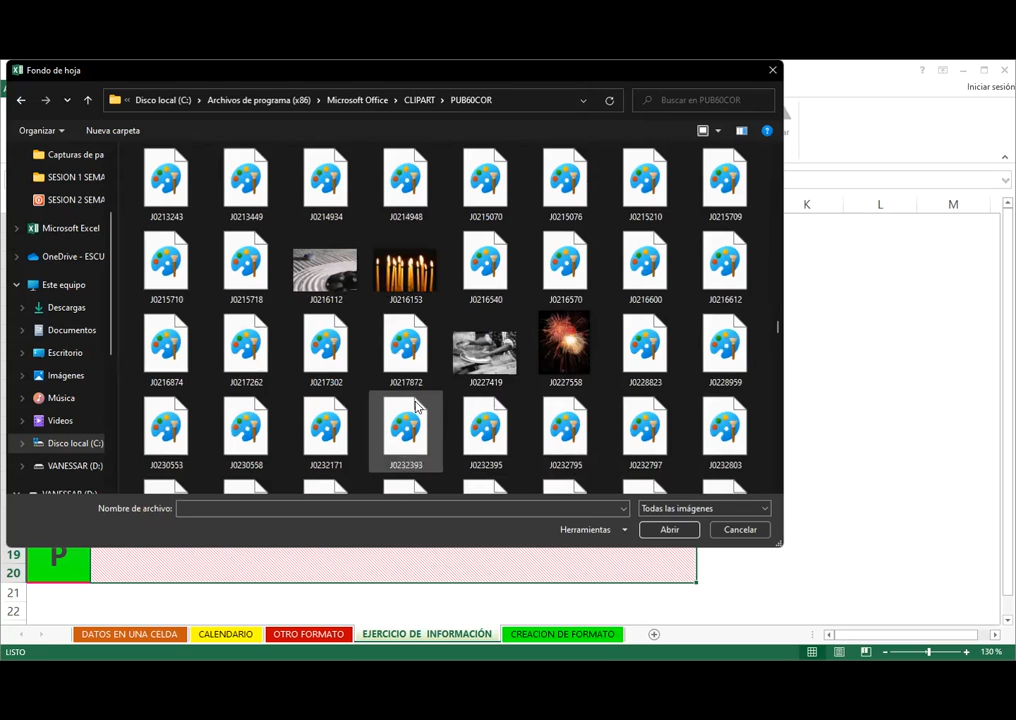 Fondo de hoja
Iniciar sesión
« Disco local (C:) › Archivos de programa (x86) › Microsoft Office › CLIPART › PUB60COR
Buscar en PUB60COR
Organizar
Nueva carpeta
Capturas de pa
SESION 1 SEMA
SESION 2 SEMA
Microsoft Excel
OneDrive - ESCU
Este equipo
Descargas
Documentos
Escritorio
Imágenes
Música
Videos
Disco local (C:)
VANESSAR (D:)
VANESSAR (D:)
J0213243 J0213449 J0214934 J0214948 J0215070 J0215076 J0215210 J0215709
J0215710 J0215718 J0216112 J0216153 J0216540 J0216570 J0216600 J0216612
J0216874 J0217262 J0217302 J0217872 J0227419 J0227558 J0228823 J0228959
J0230553 J0230558 J0232171 J0232393 J0232395 J0232795 J0232797 J0232803
Nombre de archivo:
Todas las imágenes
Herramientas
Abrir
Cancelar
K L M
19
P
20
21
22
DATOS EN UNA CELDA CALENDARIO OTRO FORMATO EJERCICIO DE INFORMACIÓN CREACION DE FORMATO
LISTO
130 %